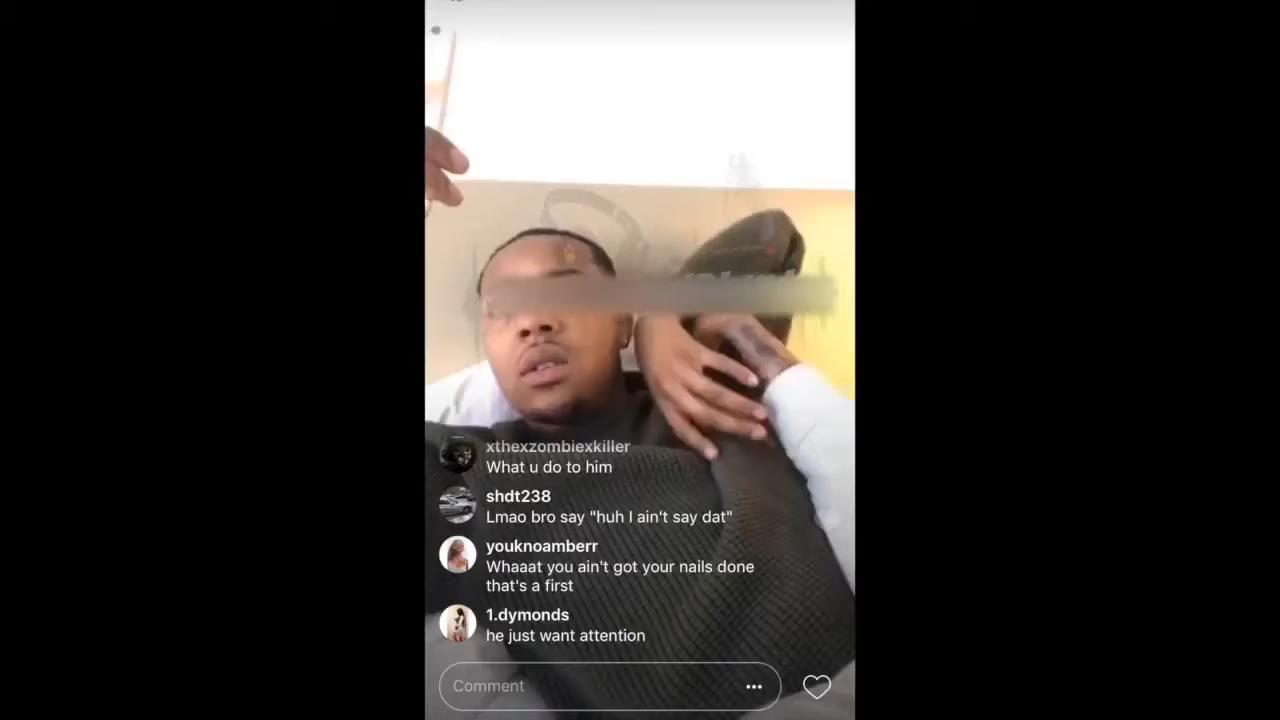 xthexzombiexkiller
What u do to him
shdt238
Lmao bro say "huh I ain't say dat"
youknoamberr
Whaaat you ain't got your nails done
that's a first
1.dymonds
he just want attention
Comment